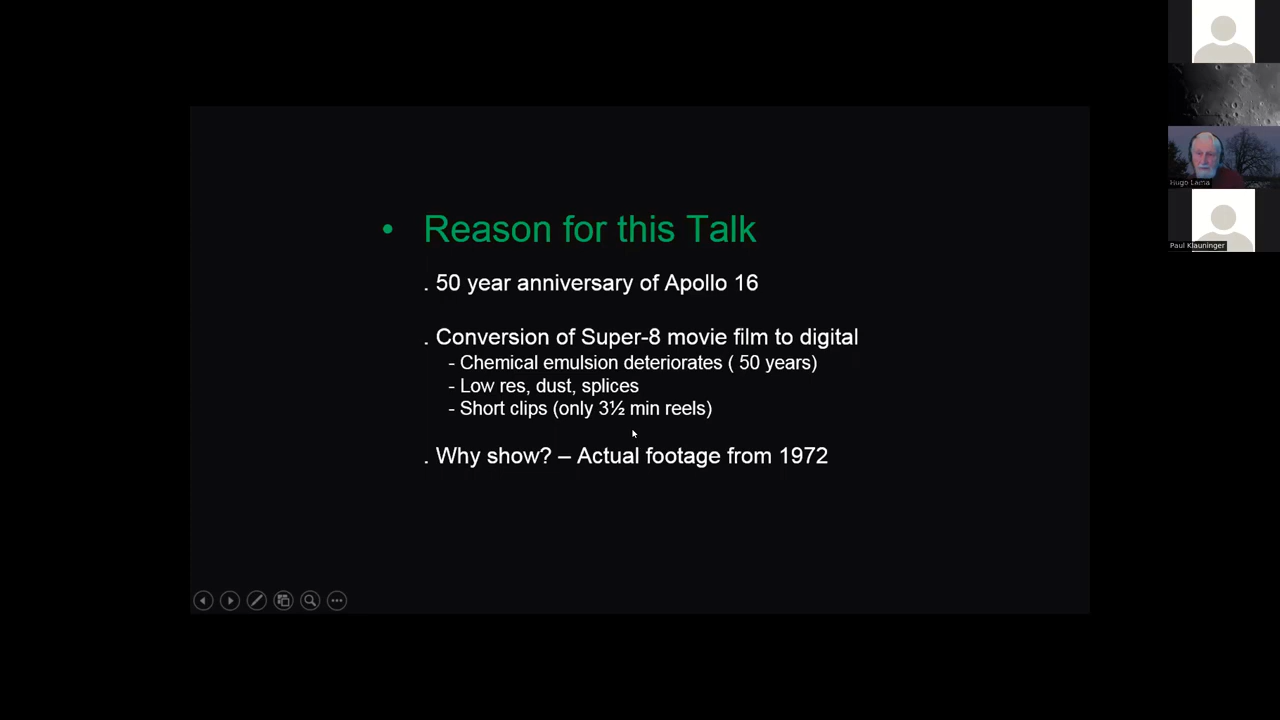 • Reason for this Talk
. 50 year anniversary of Apollo 16
. Conversion of Super-8 movie film to digital
- Chemical emulsion deteriorates ( 50 years)
- Low res, dust, splices
- Short clips (only 3½ min reels)
. Why show? – Actual footage from 1972
Hugo Lama
Paul Klauninger